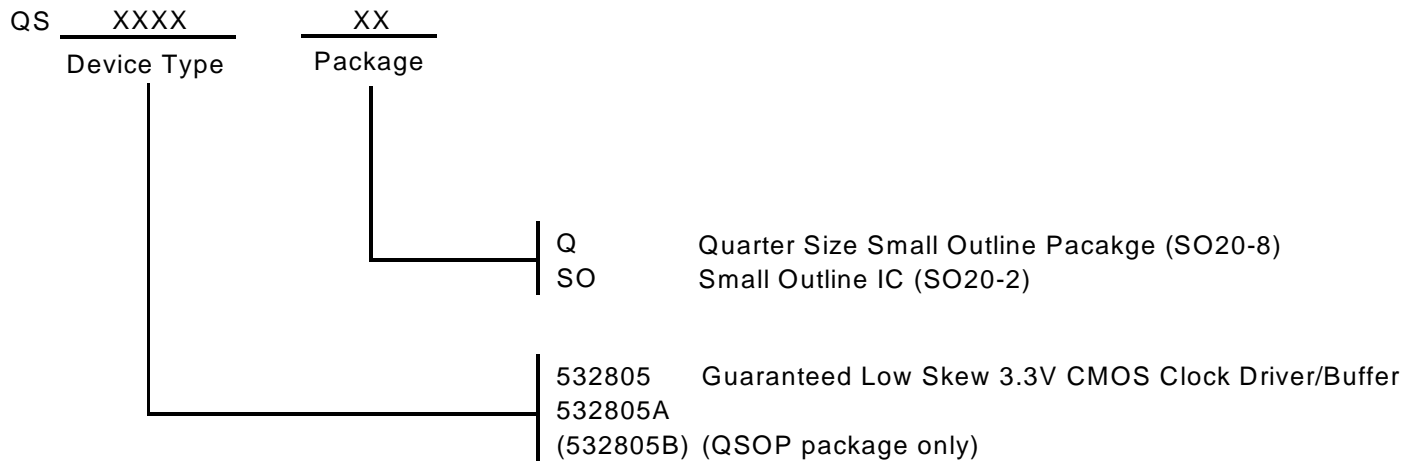 QS XXXX XX
Device Type Package
Q Quarter Size Small Outline Pacakge (SO20-8)
SO Small Outline IC (SO20-2)
532805 Guaranteed Low Skew 3.3V CMOS Clock Driver/Buffer
532805A
(532805B) (QSOP package only)